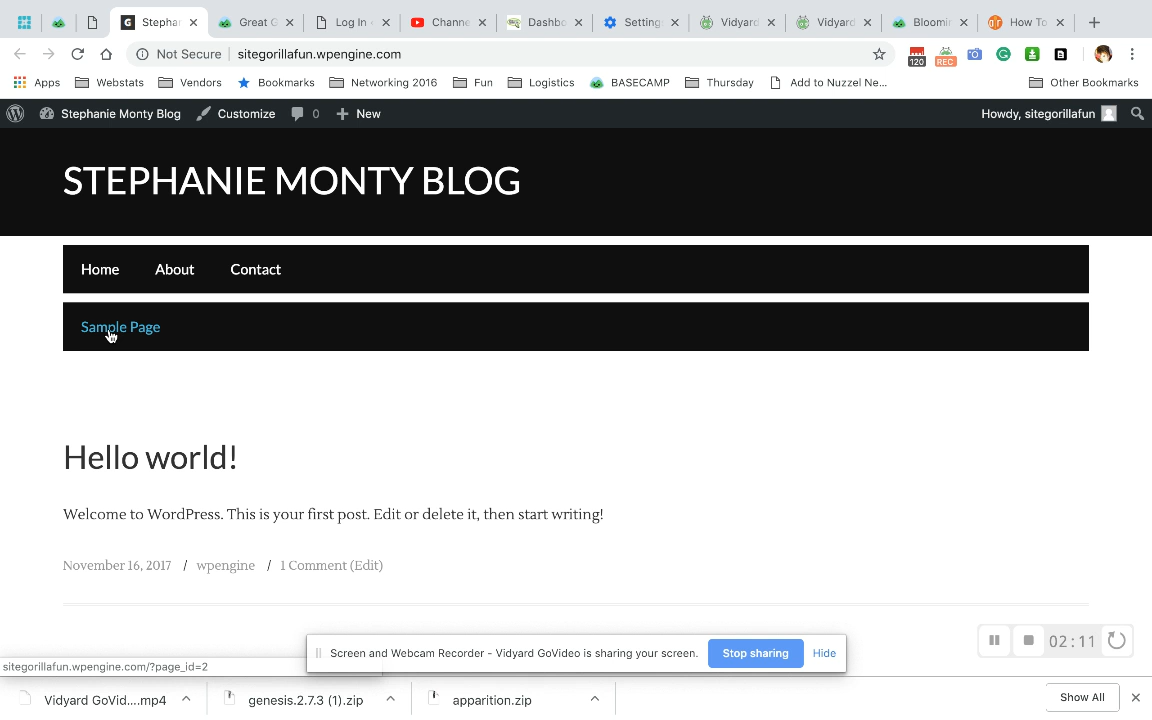 Stephan
Great G
Log In
Channe
Dashbo
Setting
Vidyard
Vidyard
Bloomin
How To
Not Secure
sitegorillafun.wpengine.com
120
REC
Apps
Webstats
Vendors
Bookmarks
Networking 2016
Fun
Logistics
BASECAMP
Thursday
Add to Nuzzel Ne...
Other Bookmarks
Stephanie Monty Blog
Customize
0
New
Howdy, sitegorillafun
STEPHANIE MONTY BLOG
Home About Contact
Sample Page
Hello world!
Welcome to WordPress. This is your first post. Edit or delete it, then start writing!
November 16, 2017 / wpengine / 1 Comment (Edit)
02:11
Screen and Webcam Recorder - Vidyard GoVideo is sharing your screen.
Stop sharing
Hide
sitegorillafun.wpengine.com/?page_id=2
Vidyard GoVid....mp4
genesis.2.7.3 (1).zip
apparition.zip
Show All